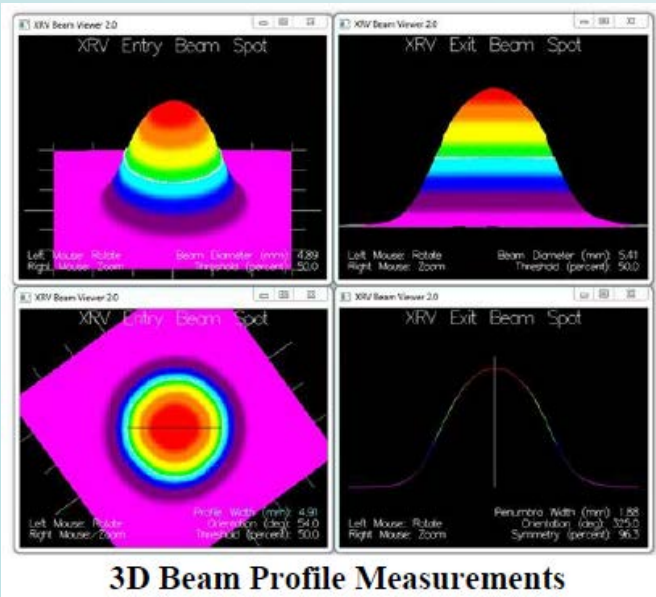 XRV Beam Viewer 2.0
XRV Entry Beam Spot
Left Mouse: Rotate
Right Mouse: Zoom
Beam Diameter (mm): 4.89
Threshold (percent): 50.0
XRV Beam Viewer 2.0
XRV Exit Beam Spot
Left Mouse: Rotate
Right Mouse: Zoom
Beam Diameter (mm): 5.41
Threshold (percent): 50.0
XRV Beam Viewer 2.0
XRV Entry Beam Spot
Left Mouse: Rotate
Right Mouse: Zoom
Profile Width (mm): 4.91
Orientation (deg): 54.0
Threshold (percent): 50.0
XRV Beam Viewer 2.0
XRV Exit Beam Spot
Left Mouse: Rotate
Right Mouse: Zoom
Penumbra Width (mm): 1.88
Orientation (deg): 325.0
Symmetry (percent): 96.3
3D Beam Profile Measurements